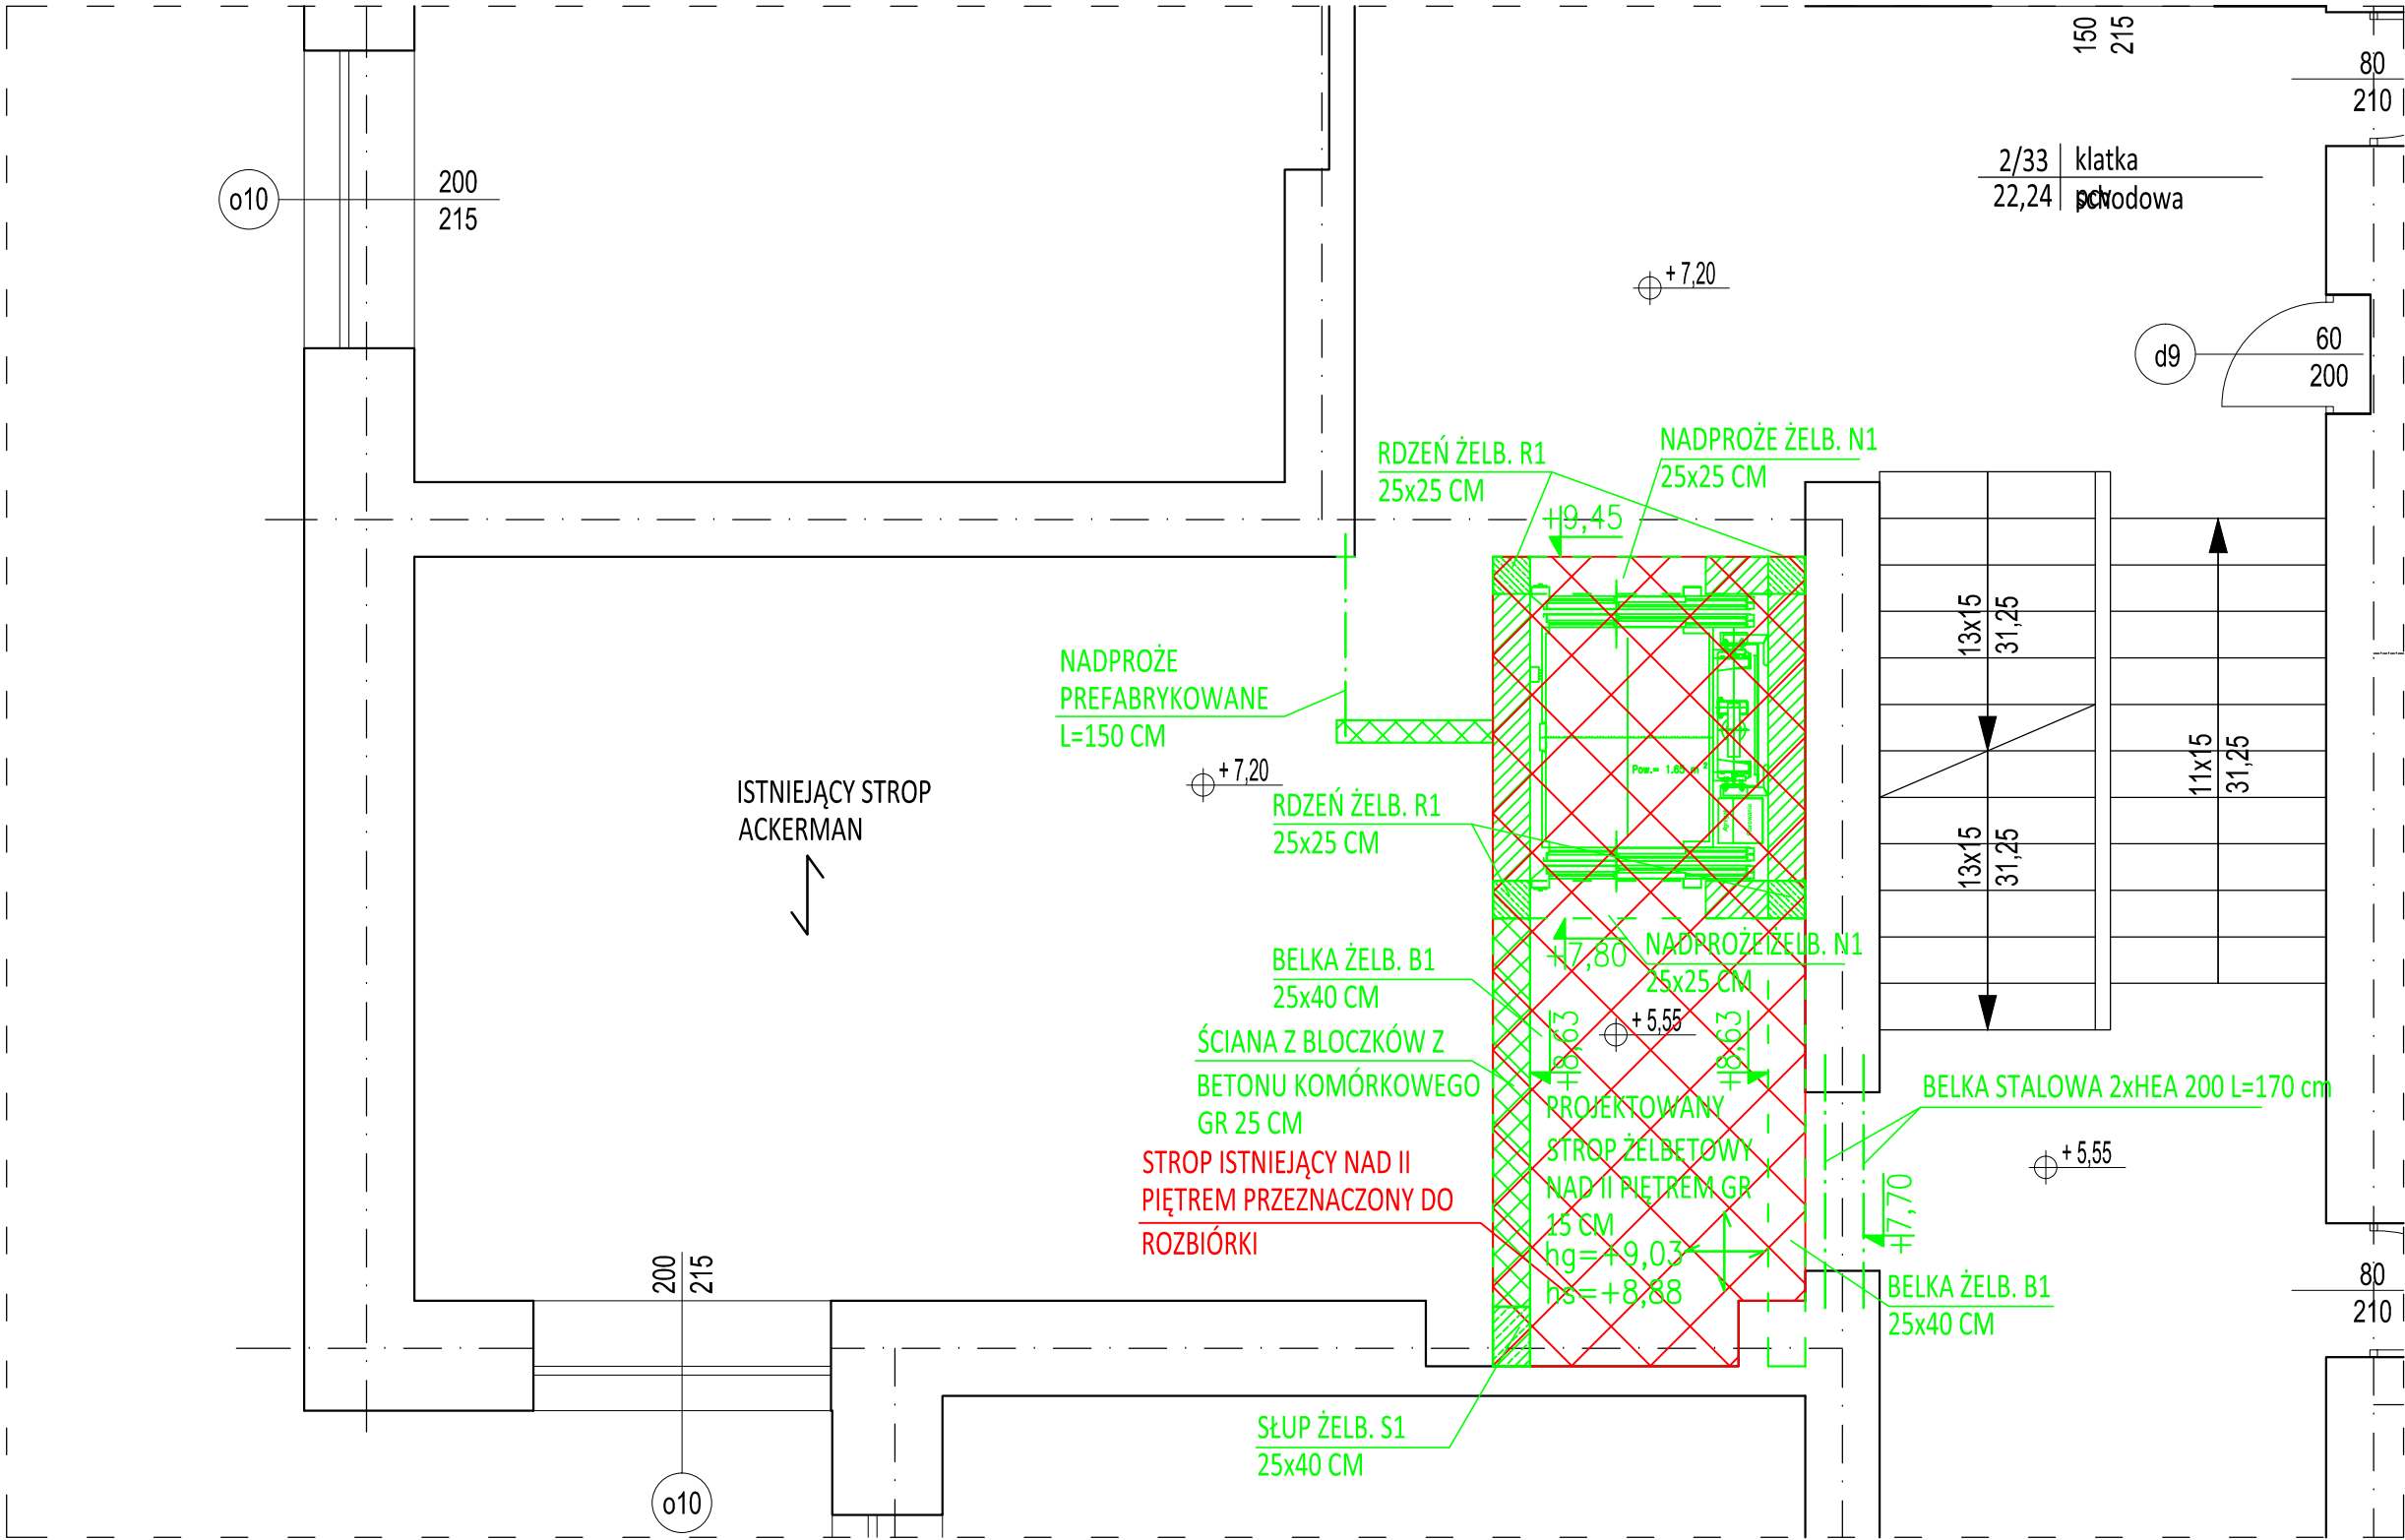 150
215
80
210
2/33 klatka
22,24 schodowa
o10
200
215
+ 7,20
d9
60
200
RDZEŃ ŻELB. R1
25x25 CM
NADPROŻE ŻELB. N1
25x25 CM
+9,45
13x15
31,25
NADPROŻE
PREFABRYKOWANE
L=150 CM
11x15
31,25
Pow.= 1.65 m²
+ 7,20
ISTNIEJĄCY STROP
ACKERMAN
RDZEŃ ŻELB. R1
25x25 CM
13x15
31,25
BELKA ŻELB. B1
25x40 CM
+7,80
NADPROŻE ŻELB. N1
25x25 CM
+8,63
+ 5,55
+8,63
ŚCIANA Z BLOCZKÓW Z
BETONU KOMÓRKOWEGO
GR 25 CM
PROJEKTOWANY
STROP ŻELBETOWY
NAD II PIĘTREM GR
15 CM
hg=+9,03
hs=+8,88
BELKA STALOWA 2xHEA 200 L=170 cm
+ 5,55
STROP ISTNIEJĄCY NAD II
PIĘTREM PRZEZNACZONY DO
ROZBIÓRKI
+7,70
200
215
BELKA ŻELB. B1
25x40 CM
80
210
SŁUP ŻELB. S1
25x40 CM
o10